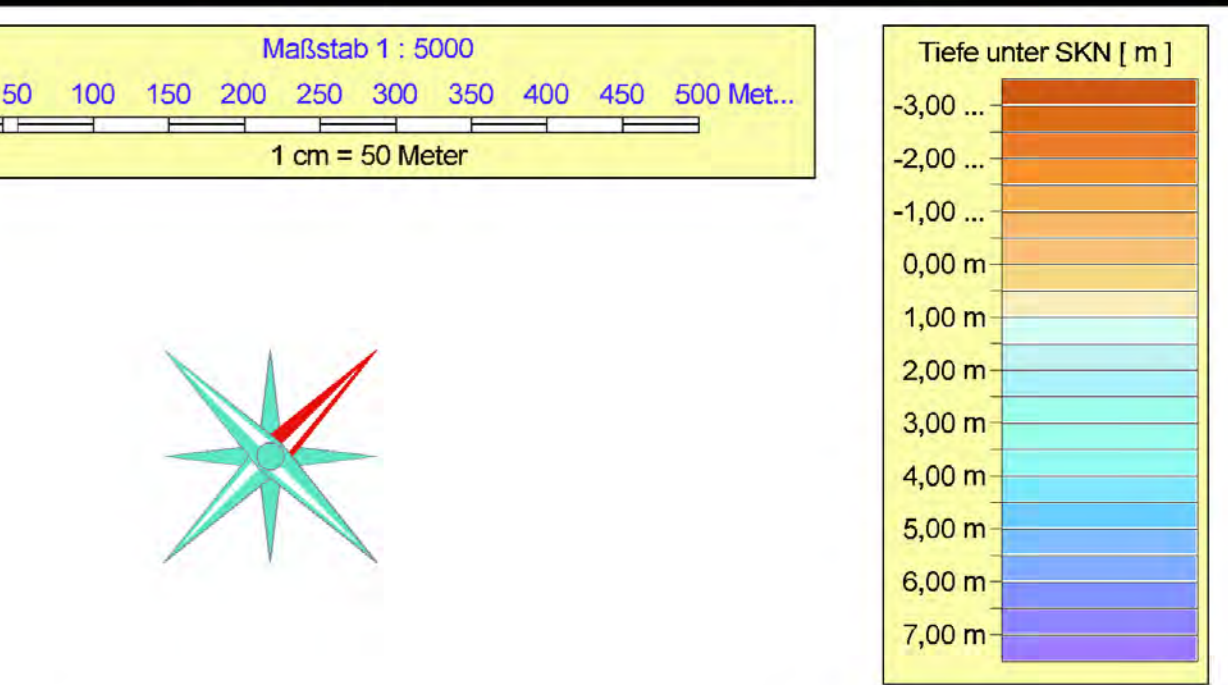 Maßstab 1 : 5000
50 100 150 200 250 300 350 400 450 500 Met...
1 cm = 50 Meter
Tiefe unter SKN [ m ]
-3,00 ...
-2,00 ...
-1,00 ...
0,00 m
1,00 m
2,00 m
3,00 m
4,00 m
5,00 m
6,00 m
7,00 m